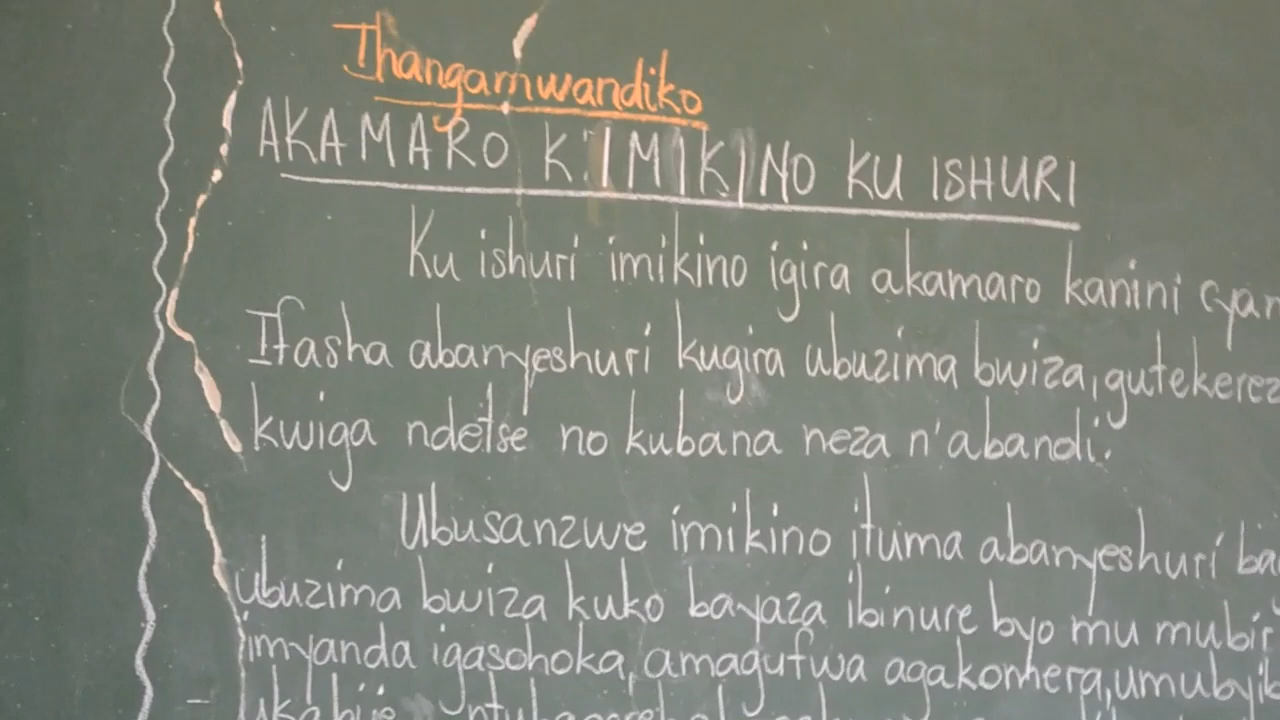 Ihangamwandiko
AKAMARO K'IMIKINO KU ISHURI
Ku ishuri imikino igira akamaro kanini cyan
Ifasha abanyeshuri kugira ubuzima bwiza, gutekerez
kwiga ndetse no kubana neza n'abandi.
Ubusanzwe imikino ituma abanyeshuri ba
ubuzima bwiza kuko bayaza ibinure byo mu mubir
imyanda igasohoka, amagufwa agakomera, umubyib